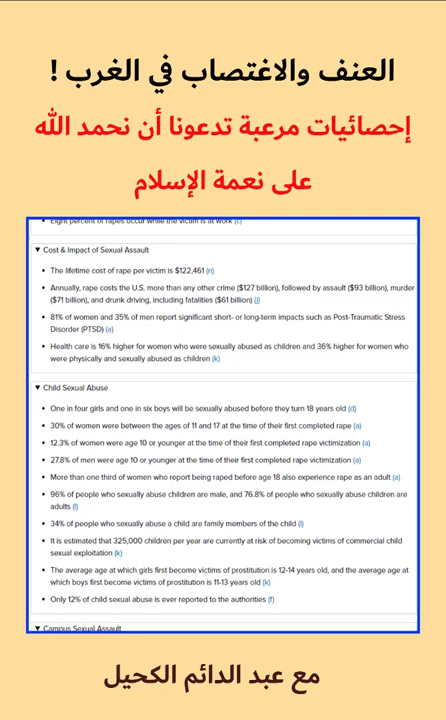 العنف والاغتصاب في الغرب !
إحصائيات مرعبة تدعونا أن نحمد الله
على نعمة الإسلام
• Eight percent of rapes occur while the victim is at work (c)
▼ Cost & Impact of Sexual Assault
• The lifetime cost of rape per victim is $122,461 (n)
• Annually, rape costs the U.S. more than any other crime ($127 billion), followed by assault ($93 billion), murder
($71 billion), and drunk driving, including fatalities ($61 billion) (j)
• 81% of women and 35% of men report significant short- or long-term impacts such as Post-Traumatic Stress
Disorder (PTSD) (a)
• Health care is 16% higher for women who were sexually abused as children and 36% higher for women who
were physically and sexually abused as children (k)
▼ Child Sexual Abuse
• One in four girls and one in six boys will be sexually abused before they turn 18 years old (d)
• 30% of women were between the ages of 11 and 17 at the time of their first completed rape (a)
• 12.3% of women were age 10 or younger at the time of their first completed rape victimization (a)
• 27.8% of men were age 10 or younger at the time of their first completed rape victimization (a)
• More than one third of women who report being raped before age 18 also experience rape as an adult (a)
• 96% of people who sexually abuse children are male, and 76.8% of people who sexually abuse children are
adults (l)
• 34% of people who sexually abuse a child are family members of the child (l)
• It is estimated that 325,000 children per year are currently at risk of becoming victims of commercial child
sexual exploitation (k)
• The average age at which girls first become victims of prostitution is 12-14 years old, and the average age at
which boys first become victims of prostitution is 11-13 years old (k)
• Only 12% of child sexual abuse is ever reported to the authorities (f)
▼ Campus Sexual Assault
مع عبد الدائم الكحيل